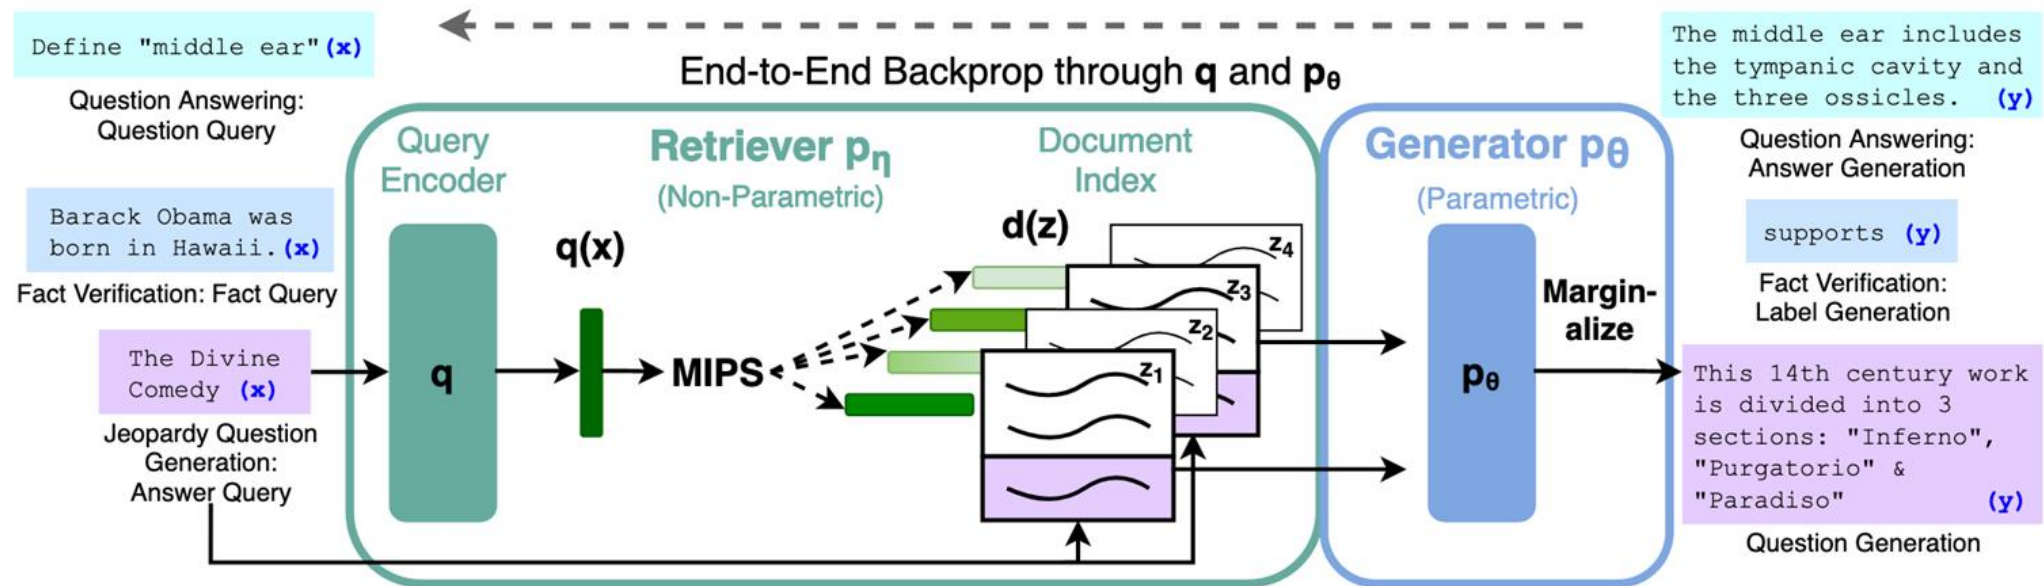 Define "middle ear" (x)
Question Answering:
Question Query
Barack Obama was
born in Hawaii. (x)
Fact Verification: Fact Query
The Divine
Comedy (x)
Jeopardy Question
Generation:
Answer Query
End-to-End Backprop through q and pθ
Query
Encoder
q
q(x)
Retriever pη
(Non-Parametric)
MIPS
Document
Index
d(z)
z4
z3
z2
z1
Generator pθ
(Parametric)
pθ
Margin-
alize
The middle ear includes
the tympanic cavity and
the three ossicles. (y)
Question Answering:
Answer Generation
supports (y)
Fact Verification:
Label Generation
This 14th century work
is divided into 3
sections: "Inferno",
"Purgatorio" &
"Paradiso" (y)
Question Generation